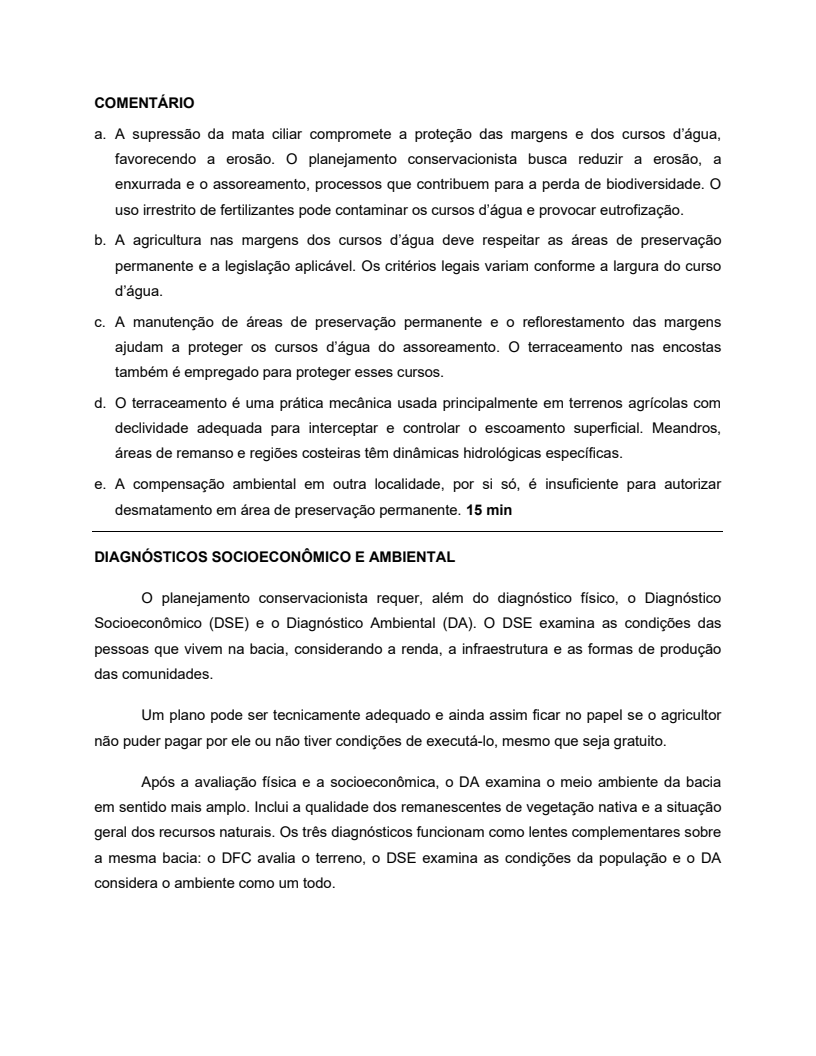 COMENTÁRIO
a. A supressão da mata ciliar compromete a proteção das margens e dos cursos d’água,
favorecendo a erosão. O planejamento conservacionista busca reduzir a erosão, a
enxurrada e o assoreamento, processos que contribuem para a perda de biodiversidade. O
uso irrestrito de fertilizantes pode contaminar os cursos d’água e provocar eutrofização.
b. A agricultura nas margens dos cursos d’água deve respeitar as áreas de preservação
permanente e a legislação aplicável. Os critérios legais variam conforme a largura do curso
d’água.
c. A manutenção de áreas de preservação permanente e o reflorestamento das margens
ajudam a proteger os cursos d’água do assoreamento. O terraceamento nas encostas
também é empregado para proteger esses cursos.
d. O terraceamento é uma prática mecânica usada principalmente em terrenos agrícolas com
declividade adequada para interceptar e controlar o escoamento superficial. Meandros,
áreas de remanso e regiões costeiras têm dinâmicas hidrológicas específicas.
e. A compensação ambiental em outra localidade, por si só, é insuficiente para autorizar
desmatamento em área de preservação permanente. 15 min
DIAGNÓSTICOS SOCIOECONÔMICO E AMBIENTAL
O planejamento conservacionista requer, além do diagnóstico físico, o Diagnóstico
Socioeconômico (DSE) e o Diagnóstico Ambiental (DA). O DSE examina as condições das
pessoas que vivem na bacia, considerando a renda, a infraestrutura e as formas de produção
das comunidades.
Um plano pode ser tecnicamente adequado e ainda assim ficar no papel se o agricultor
não puder pagar por ele ou não tiver condições de executá-lo, mesmo que seja gratuito.
Após a avaliação física e a socioeconômica, o DA examina o meio ambiente da bacia
em sentido mais amplo. Inclui a qualidade dos remanescentes de vegetação nativa e a situação
geral dos recursos naturais. Os três diagnósticos funcionam como lentes complementares sobre
a mesma bacia: o DFC avalia o terreno, o DSE examina as condições da população e o DA
considera o ambiente como um todo.